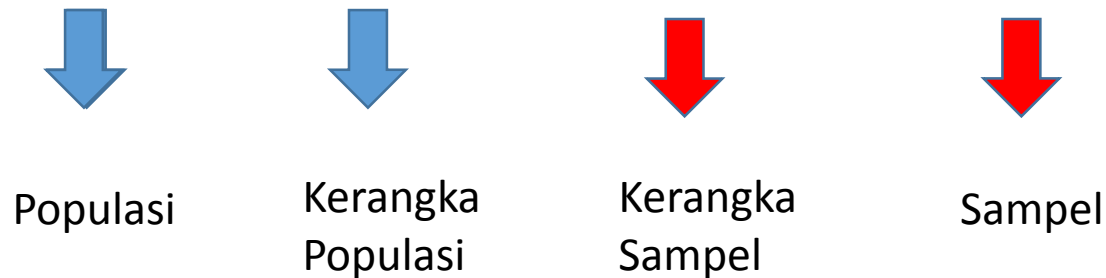 Populasi
Kerangka
Populasi
Kerangka
Sampel
Sampel